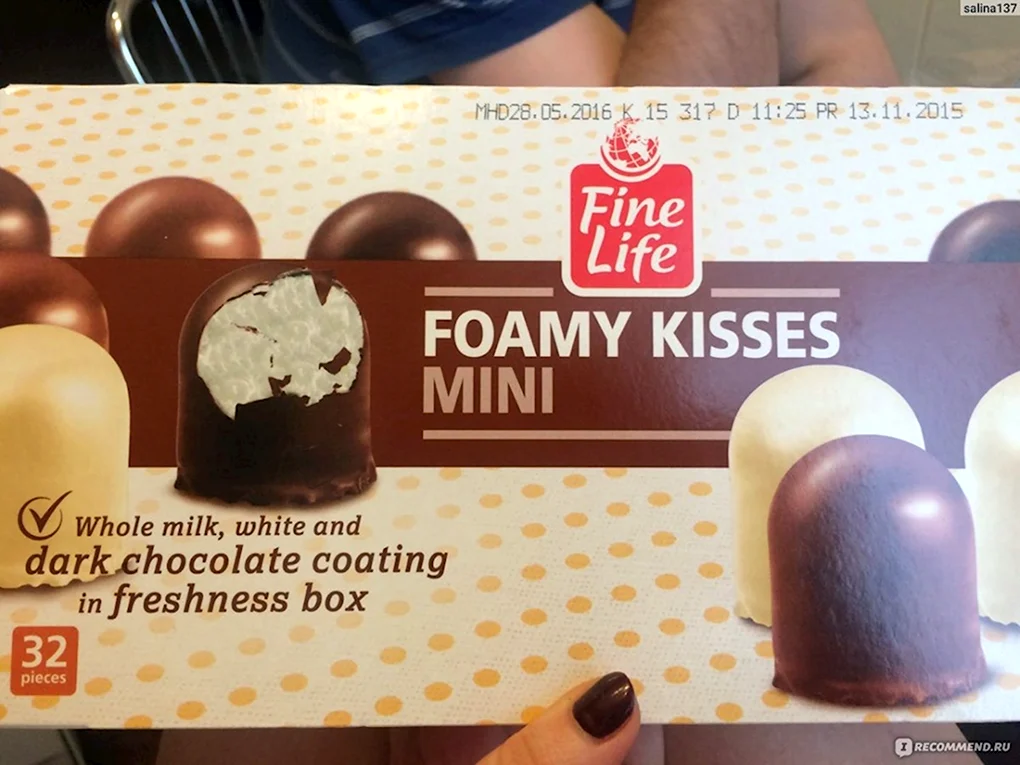 salina137
MHD28.05.2016 K 15 317 D 11:25 PR 13.11.2015
Fine
Life
FOAMY KISSES
MINI
Whole milk, white and
dark chocolate coating
in freshness box
32
pieces
I RECOMMEND.RU